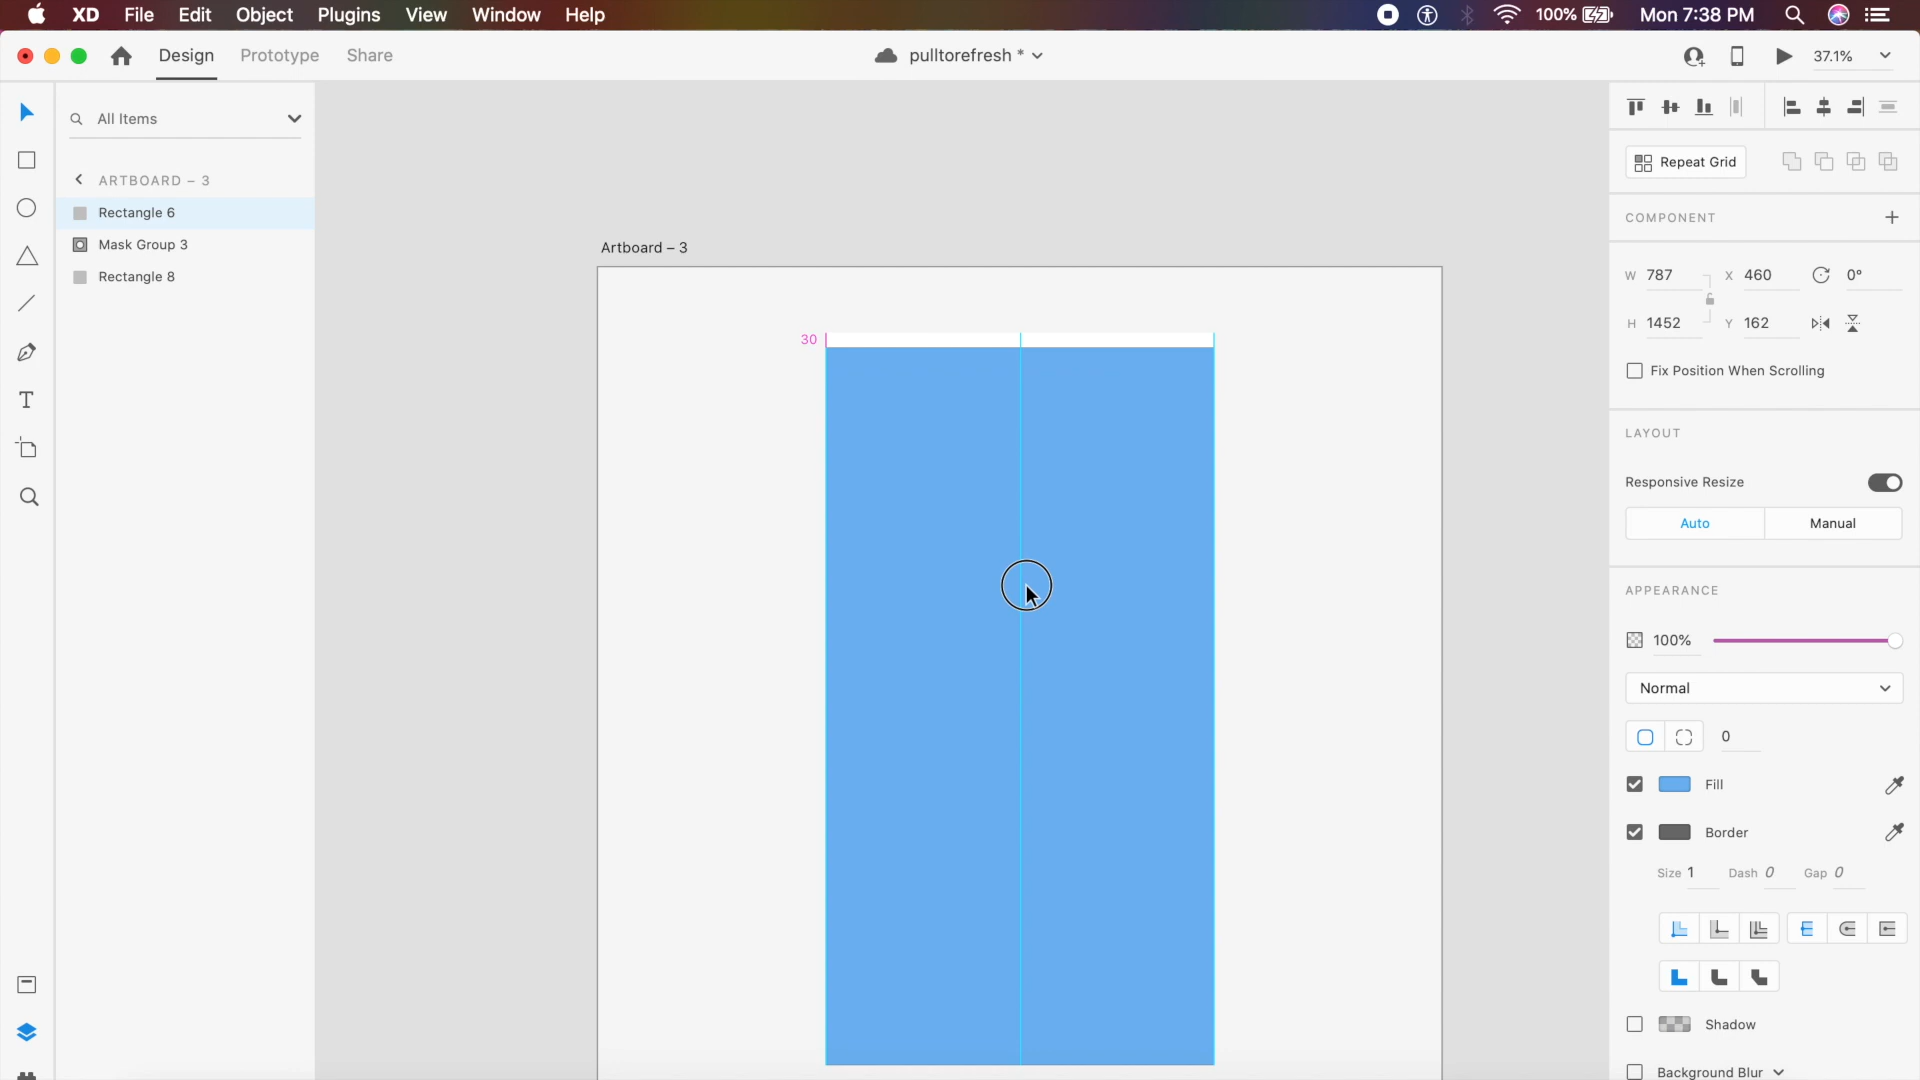 XD File Edit Object Plugins View Window Help 100% Mon 7:38 PM
Design Prototype Share pulltorefresh * 37.1%
All Items
ARTBOARD – 3
Rectangle 6
Mask Group 3
Rectangle 8
Artboard – 3
30
Repeat Grid
COMPONENT
W 787 X 460 0°
H 1452 Y 162
Fix Position When Scrolling
LAYOUT
Responsive Resize
Auto Manual
APPEARANCE
100%
Normal
0
Fill
Border
Size 1 Dash 0 Gap 0
Shadow
Background Blur
T